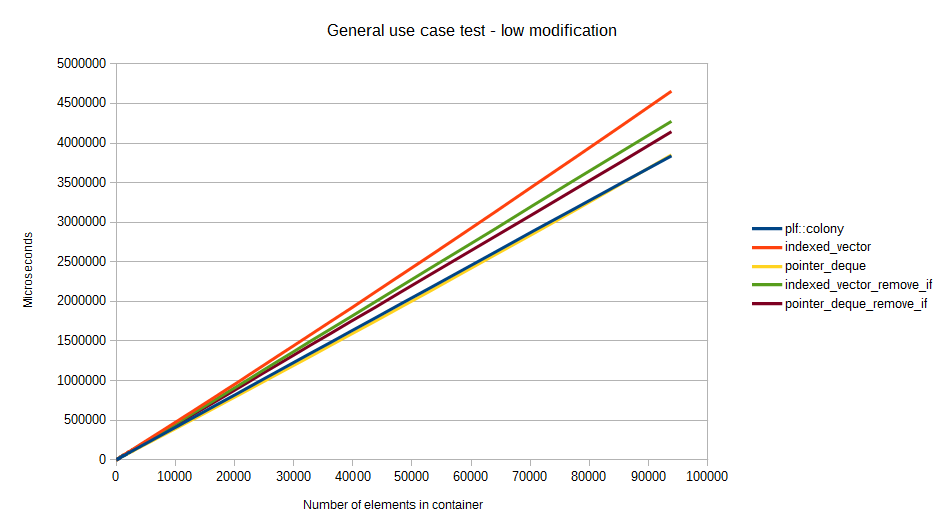 General use case test - low modification
5000000
4500000
4000000
3500000
3000000
2500000
2000000
1500000
1000000
500000
0
0 10000 20000 30000 40000 50000 60000 70000 80000 90000 100000
Microseconds
Number of elements in container
plf::colony
indexed_vector
pointer_deque
indexed_vector_remove_if
pointer_deque_remove_if